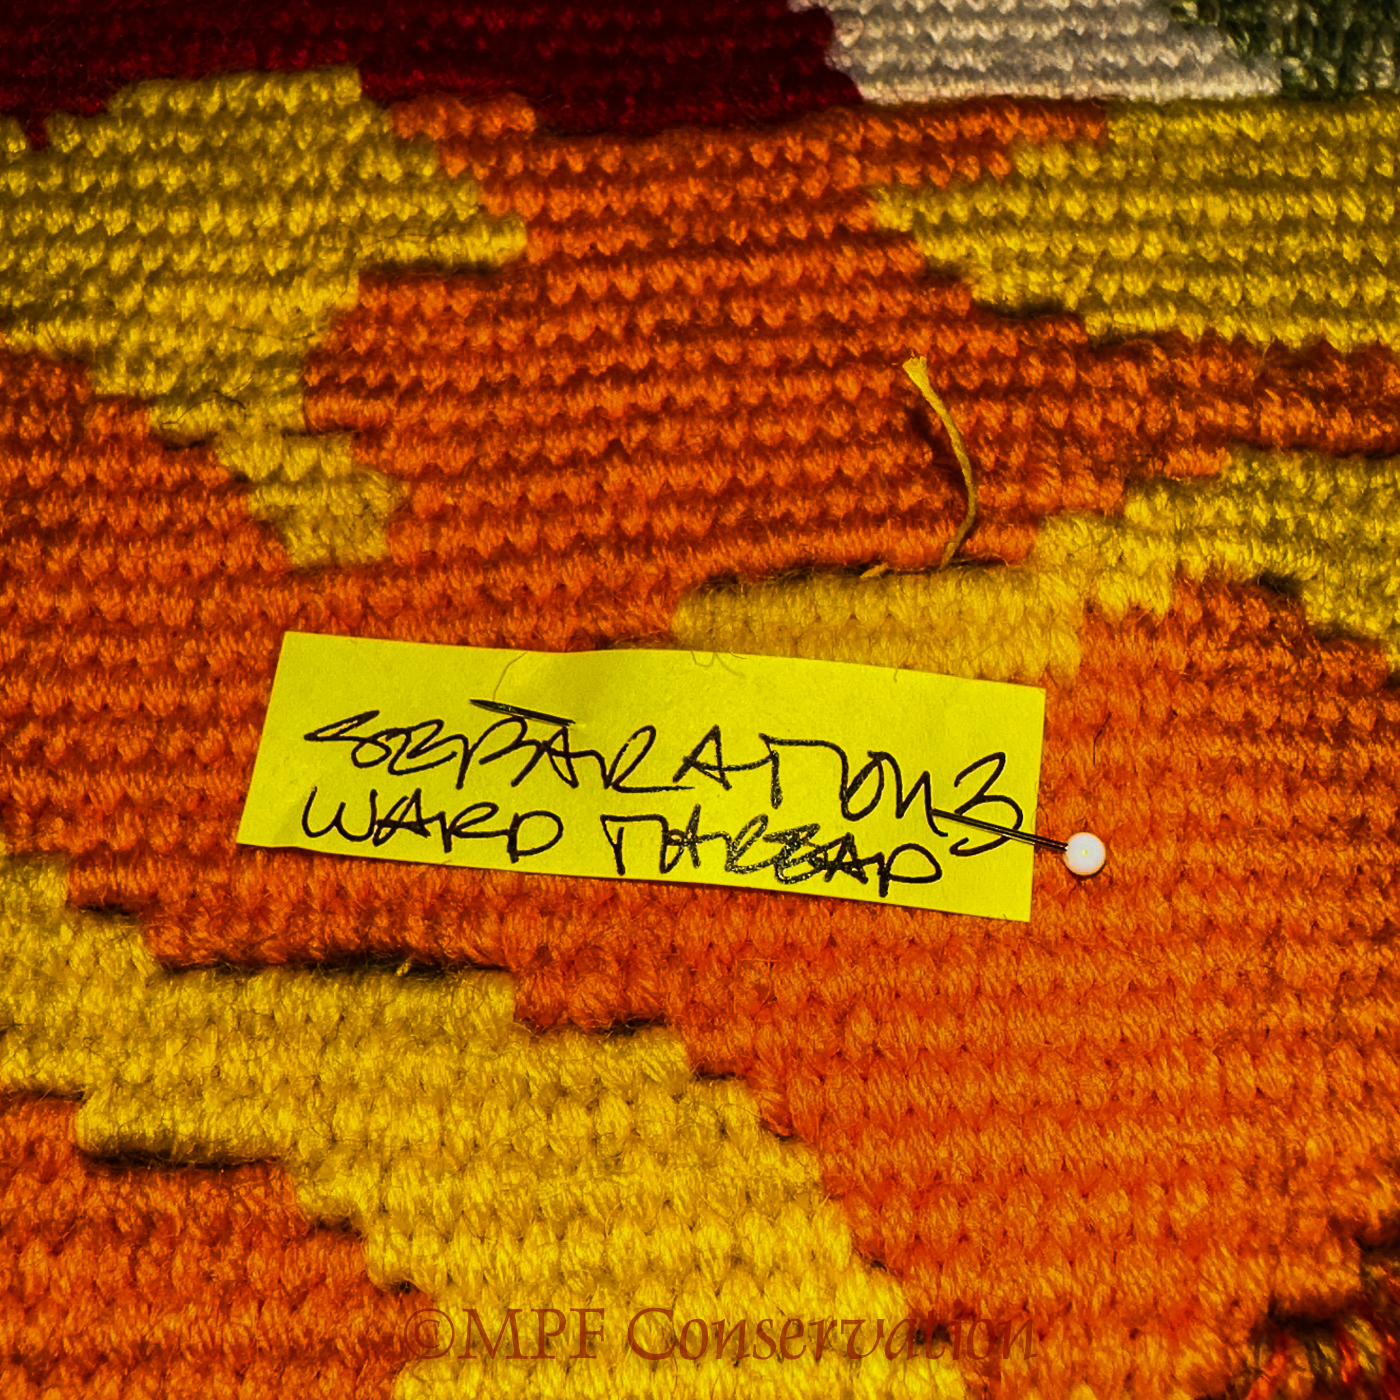 SEPARATIONS
WARP THREAD
©MPF Conservation